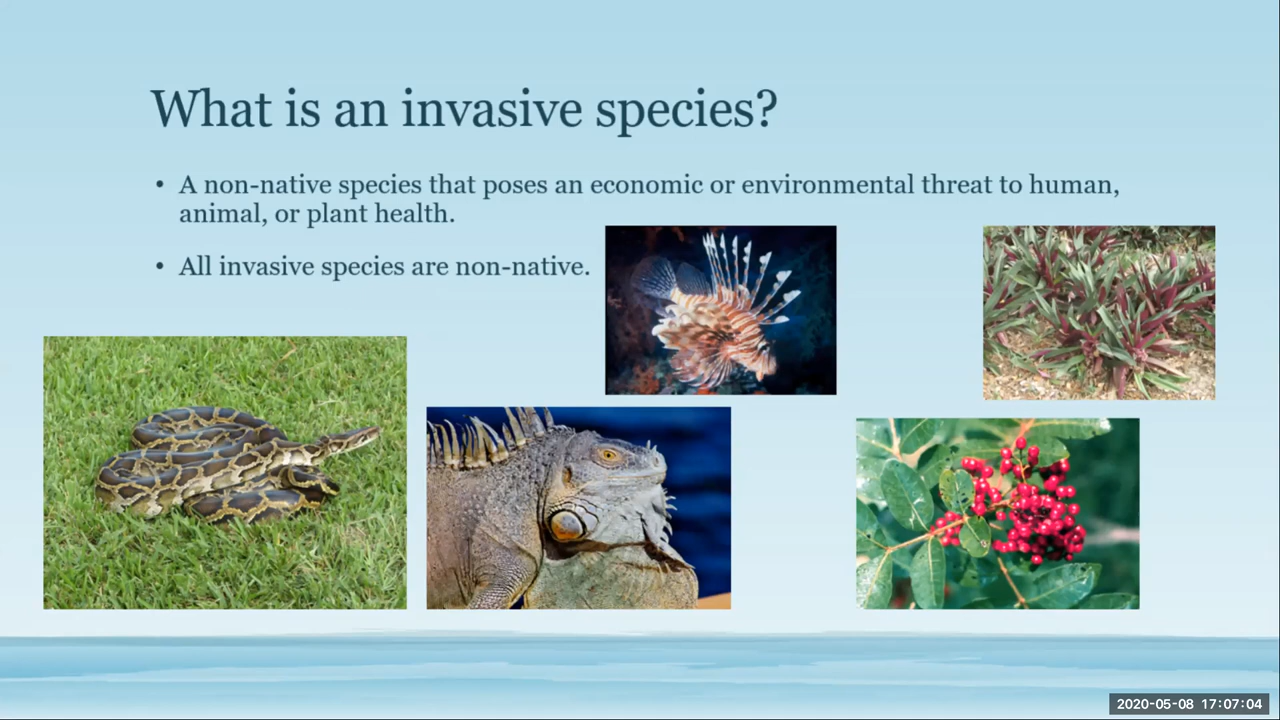 What is an invasive species?
• A non-native species that poses an economic or environmental threat to human,
animal, or plant health.
• All invasive species are non-native.
2020-05-08 17:07:04